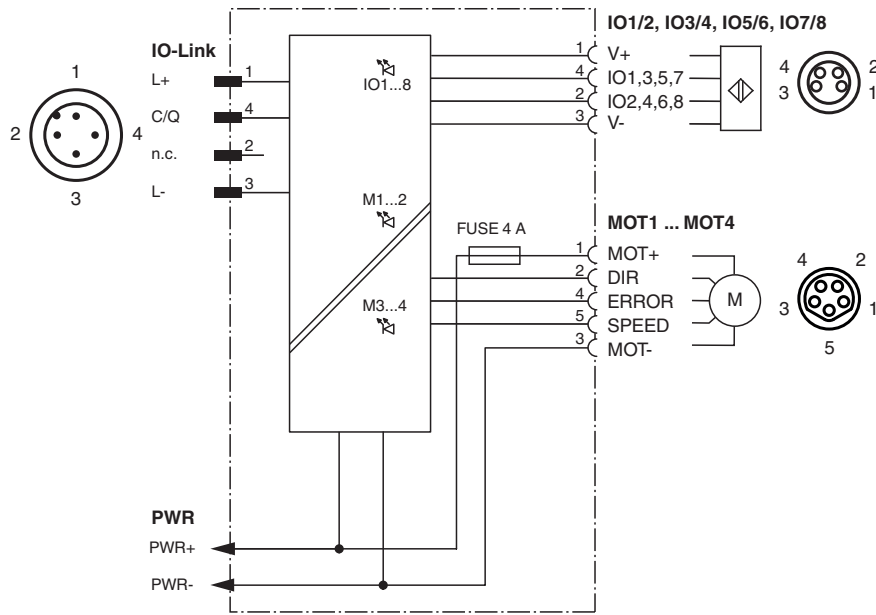 IO-Link
1
2
4
3
L+
1
C/Q
4
n.c.
2
L-
3
IO1...8
M1...2
M3...4
FUSE 4 A
IO1/2, IO3/4, IO5/6, IO7/8
1
V+
4
IO1,3,5,7
2
IO2,4,6,8
3
V-
4
2
3
1
MOT1 ... MOT4
1
MOT+
2
DIR
4
ERROR
5
SPEED
3
MOT-
M
4
2
3
1
5
PWR
PWR+
PWR-